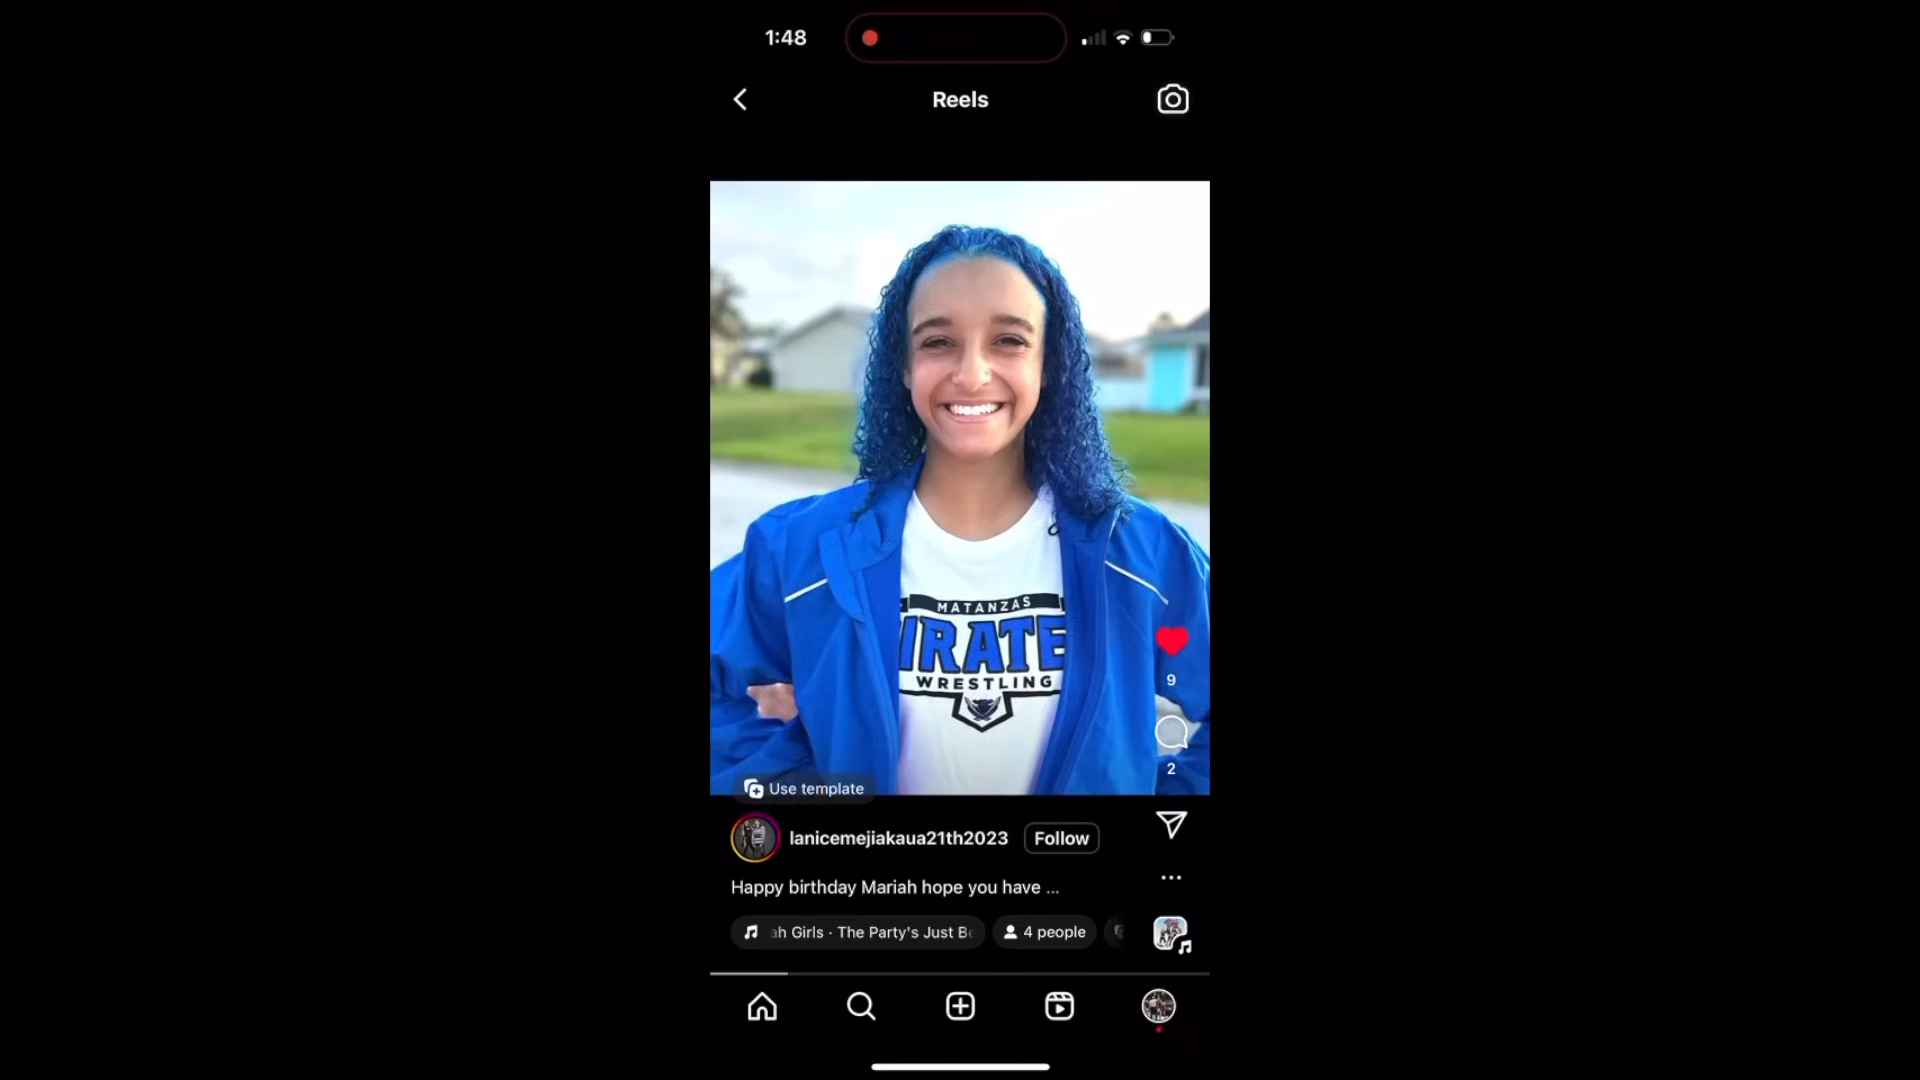 1:48
Reels
MATANZAS
IRATE
WRESTLING
9
2
Use template
lanicemejiakaua21th2023
Follow
Happy birthday Mariah hope you have ...
ah Girls · The Party's Just Be
4 people